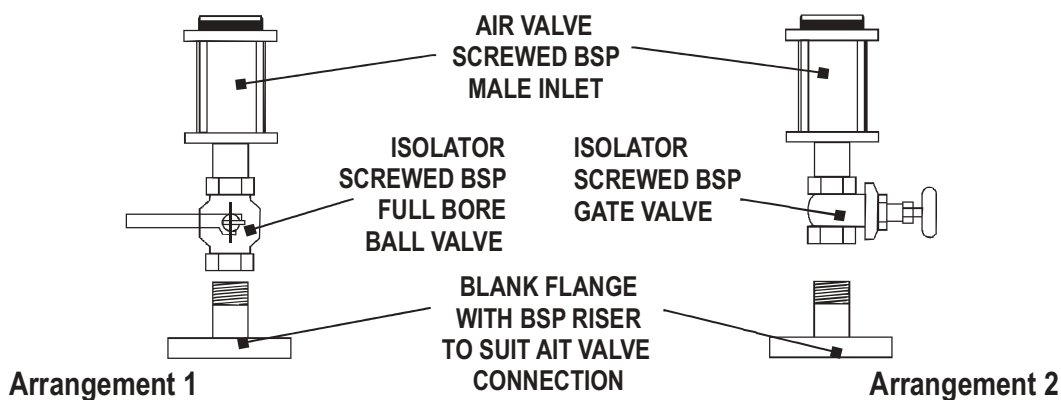 AIR VALVE
SCREWED BSP
MALE INLET
ISOLATOR
SCREWED BSP
FULL BORE
BALL VALVE
ISOLATOR
SCREWED BSP
GATE VALVE
BLANK FLANGE
WITH BSP RISER
TO SUIT AIT VALVE
CONNECTION
Arrangement 1
Arrangement 2